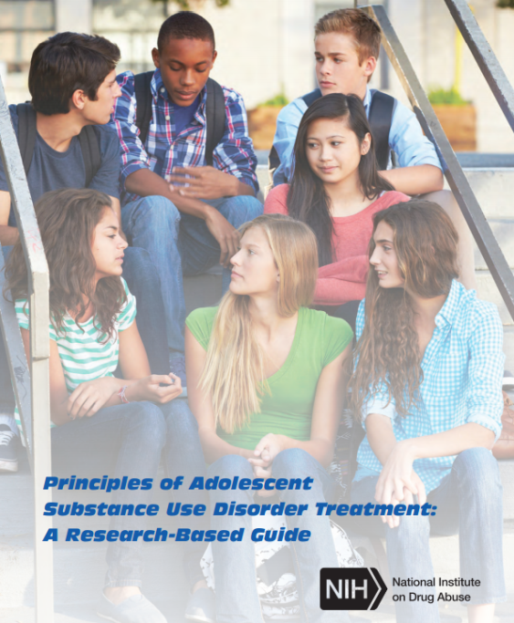 Principles of Adolescent
Substance Use Disorder Treatment:
A Research-Based Guide
NIH
National Institute
on Drug Abuse